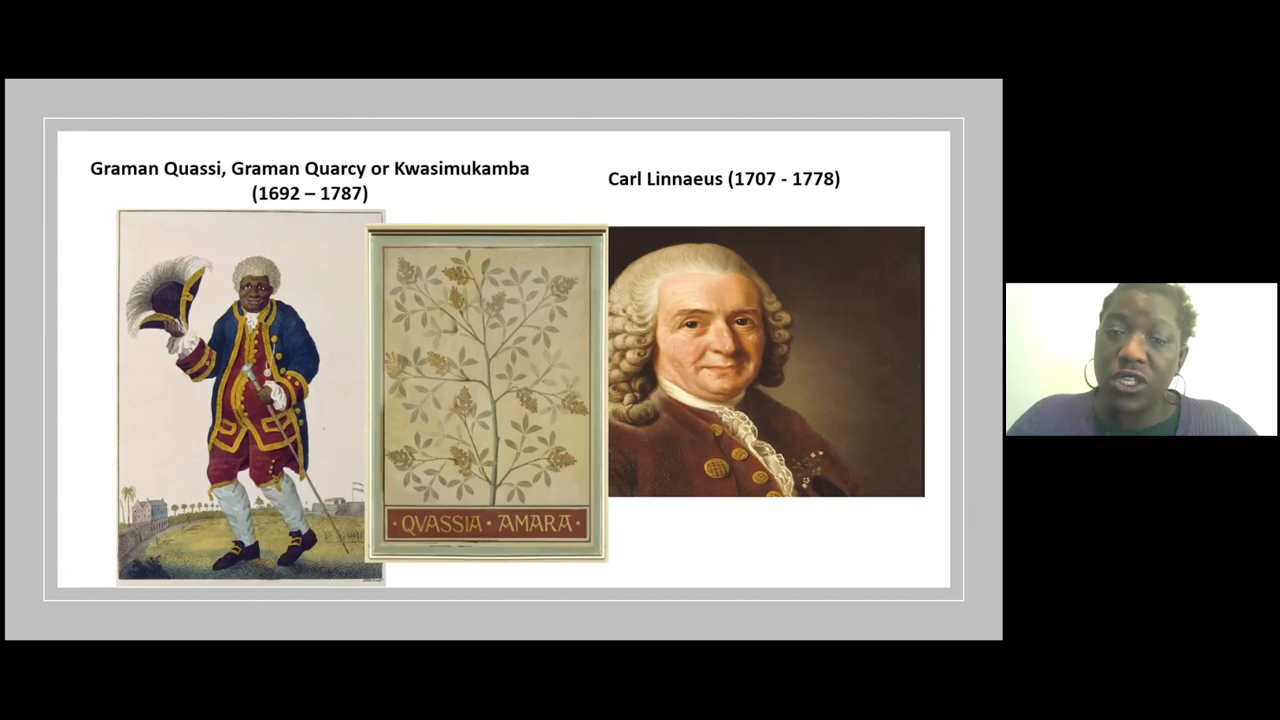 Graman Quassi, Graman Quarcy or Kwasimukamba
(1692 – 1787)
Carl Linnaeus (1707 - 1778)
· QVASSIA · AMARA ·